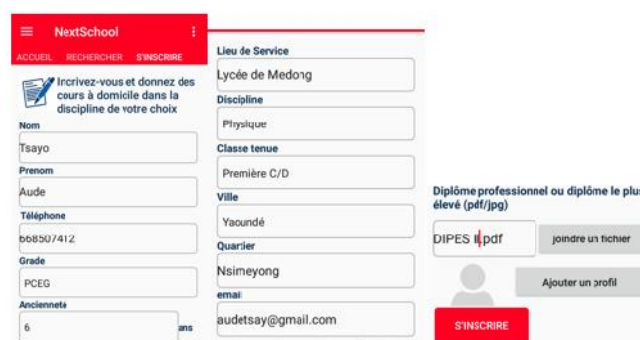 NextSchool
ACCUEIL RECHERCHER S'INSCRIRE
Incrivez-vous et donnez des
cours à domicile dans la
discipline de votre choix
Nom
Tsayo
Prenom
Aude
Téléphone
668507412
Grade
PCEG
Ancienneté
6 ans
Lieu de Service
Lycée de Medong
Discipline
Physique
Classe tenue
Première C/D
Ville
Yaoundé
Quartier
Nsimeyong
email
audetsay@gmail.com
Diplôme professionnel ou diplôme le plus
élevé (pdf/jpg)
DIPES II.pdf joindre un fichier
Ajouter un profil
S'INSCRIRE